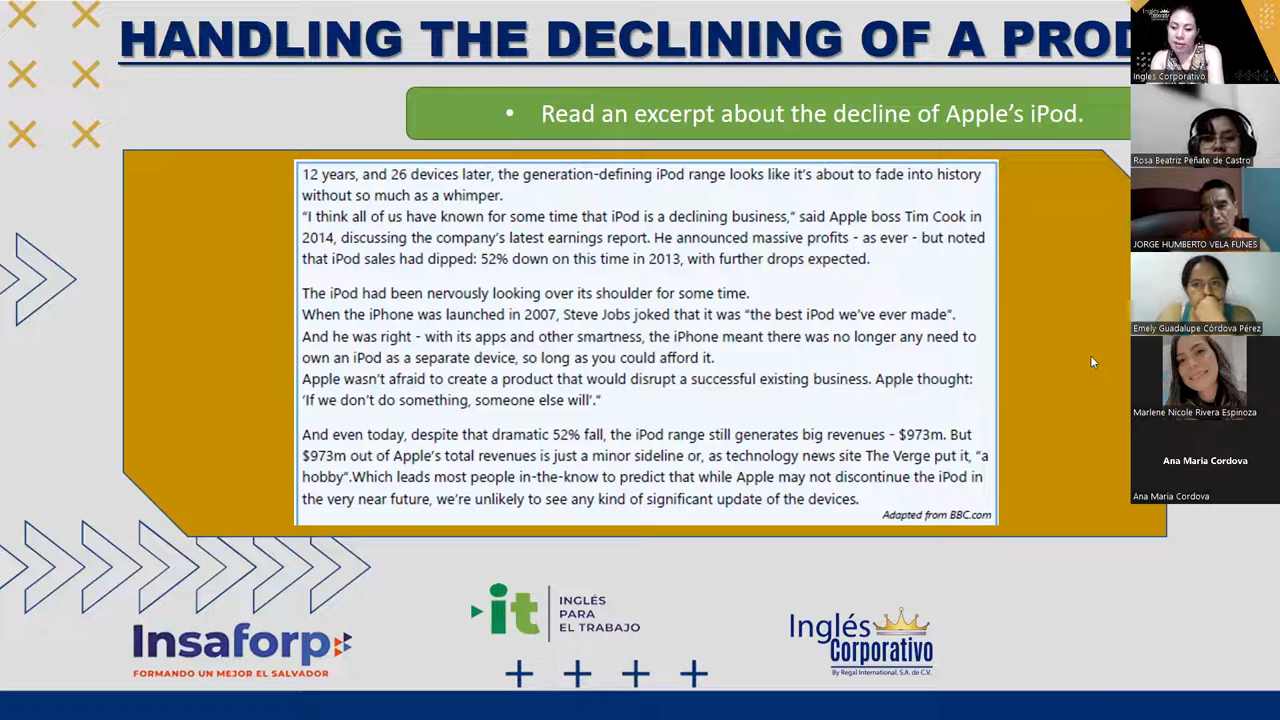 HANDLING THE DECLINING OF A PROD
• Read an excerpt about the decline of Apple's iPod.
12 years, and 26 devices later, the generation-defining iPod range looks like it's about to fade into history
without so much as a whimper.
"I think all of us have known for some time that iPod is a declining business," said Apple boss Tim Cook in
2014, discussing the company's latest earnings report. He announced massive profits - as ever - but noted
that iPod sales had dipped: 52% down on this time in 2013, with further drops expected.
The iPod had been nervously looking over its shoulder for some time.
When the iPhone was launched in 2007, Steve Jobs joked that it was "the best iPod we've ever made".
And he was right - with its apps and other smartness, the iPhone meant there was no longer any need to
own an iPod as a separate device, so long as you could afford it.
Apple wasn't afraid to create a product that would disrupt a successful existing business. Apple thought:
'If we don't do something, someone else will'."
And even today, despite that dramatic 52% fall, the iPod range still generates big revenues - $973m. But
$973m out of Apple's total revenues is just a minor sideline or, as technology news site The Verge put it, "a
hobby".Which leads most people in-the-know to predict that while Apple may not discontinue the iPod in
the very near future, we're unlikely to see any kind of significant update of the devices.
Adapted from BBC.com
Inglés
Corporativo
Ingles Corporativo
Rosa Beatriz Peñate de Castro
JORGE HUMBERTO VELA FUNES
Emely Guadalupe Córdova Pérez
Marlene Nicole Rivera Espinoza
Ana Maria Cordova
Ana Maria Cordova
Insaforp
FORMANDO UN MEJOR EL SALVADOR
it
INGLÉS
PARA
EL TRABAJO
Inglés
Corporativo
By Regal International, S.A. de C.V.